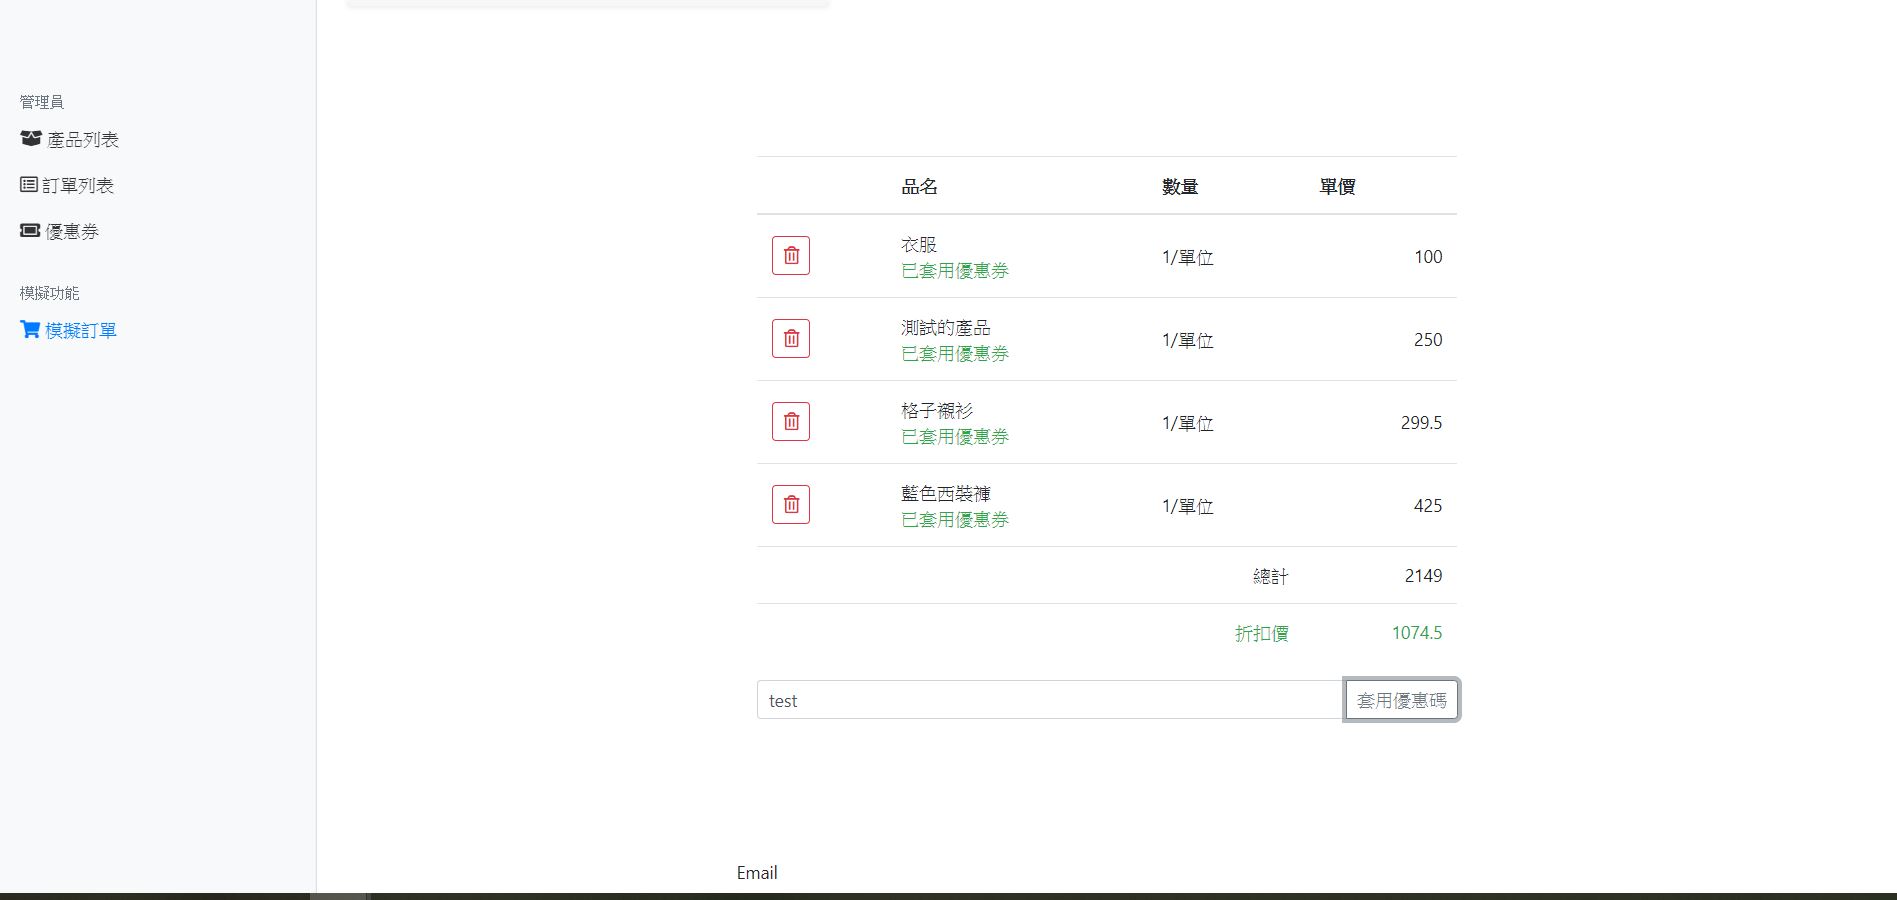 管理員
產品列表
訂單列表
優惠券
模擬功能
模擬訂單
品名 數量 單價
衣服
已套用優惠券
1/單位 100
測試的產品
已套用優惠券
1/單位 250
格子襯衫
已套用優惠券
1/單位 299.5
藍色西裝褲
已套用優惠券
1/單位 425
總計 2149
折扣價 1074.5
test 套用優惠碼
Email